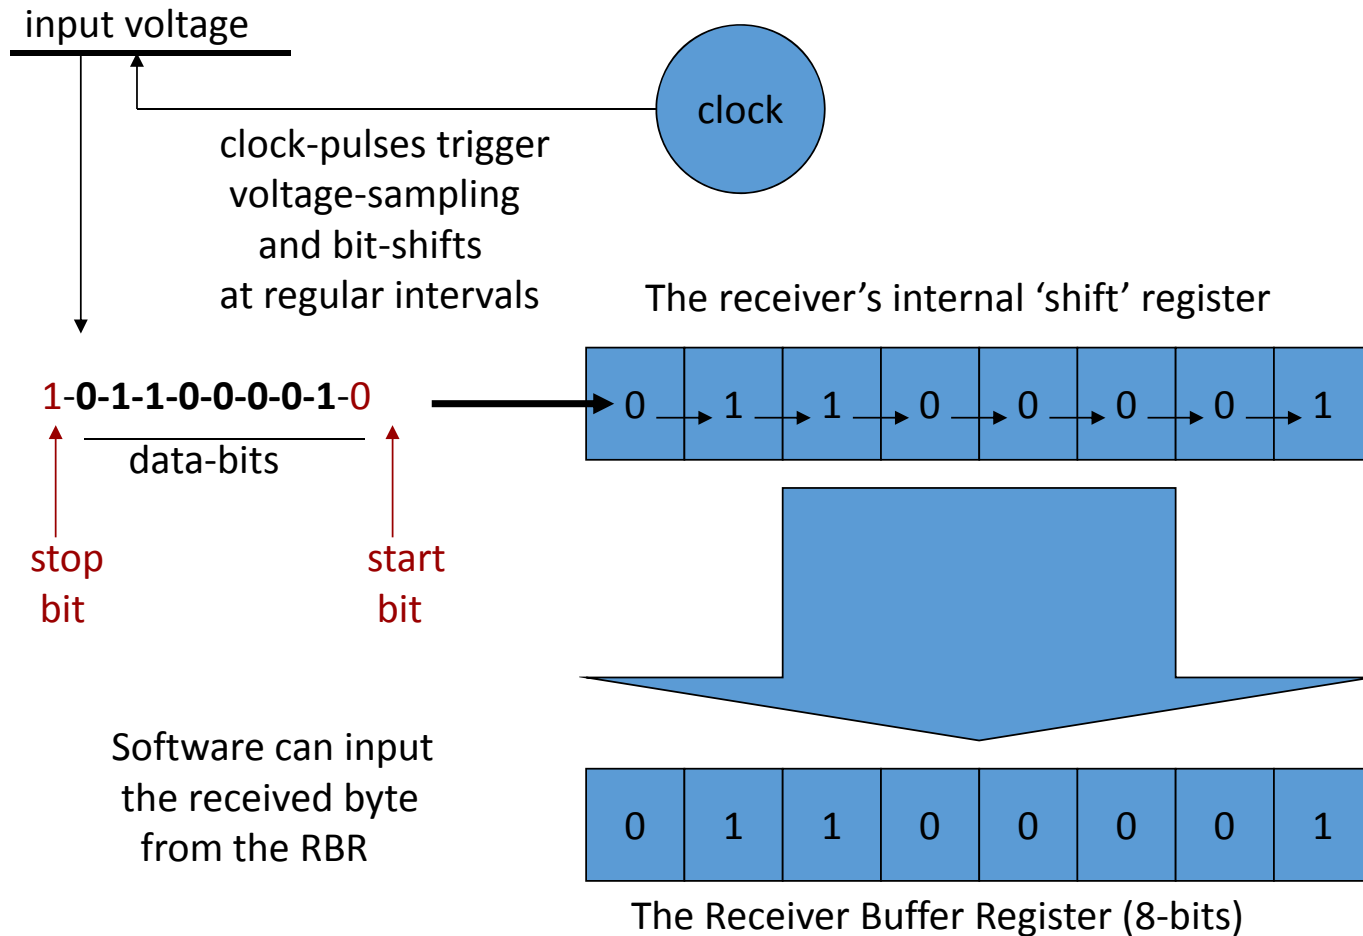 input voltage
clock
clock-pulses trigger
voltage-sampling
and bit-shifts
at regular intervals
The receiver’s internal ‘shift’ register
1-0-1-1-0-0-0-0-1-0
0 1 1 0 0 0 0 1
data-bits
stop
bit
start
bit
Software can input
the received byte
from the RBR
0 1 1 0 0 0 0 1
The Receiver Buffer Register (8-bits)